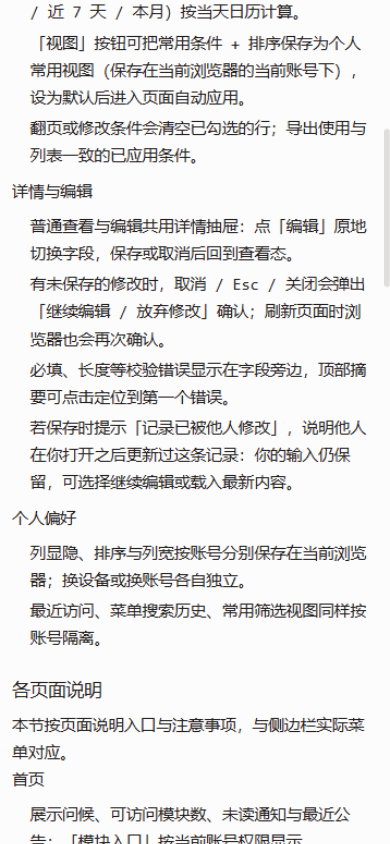 / 近 7 天 / 本月）按当天日历计算。
「视图」按钮可把常用条件 + 排序保存为个人
常用视图（保存在当前浏览器的当前账号下），
设为默认后进入页面自动应用。
翻页或修改条件会清空已勾选的行；导出使用与
列表一致的已应用条件。
详情与编辑
普通查看与编辑共用详情抽屉：点「编辑」原地
切换字段，保存或取消后回到查看态。
有未保存的修改时，取消 / Esc / 关闭会弹出
「继续编辑 / 放弃修改」确认；刷新页面时浏
览器也会再次确认。
必填、长度等校验错误显示在字段旁边，顶部摘
要可点击定位到第一个错误。
若保存时提示「记录已被他人修改」，说明他人
在你打开之后更新过这条记录：你的输入仍保
留，可选择继续编辑或载入最新内容。
个人偏好
列显隐、排序与列宽按账号分别保存在当前浏览
器；换设备或换账号各自独立。
最近访问、菜单搜索历史、常用筛选视图同样按
账号隔离。
各页面说明
本节按页面说明入口与注意事项，与侧边栏实际菜
单对应。
首页
展示问候、可访问模块数、未读通知与最近公
告；「模块入口」按当前账号权限显示